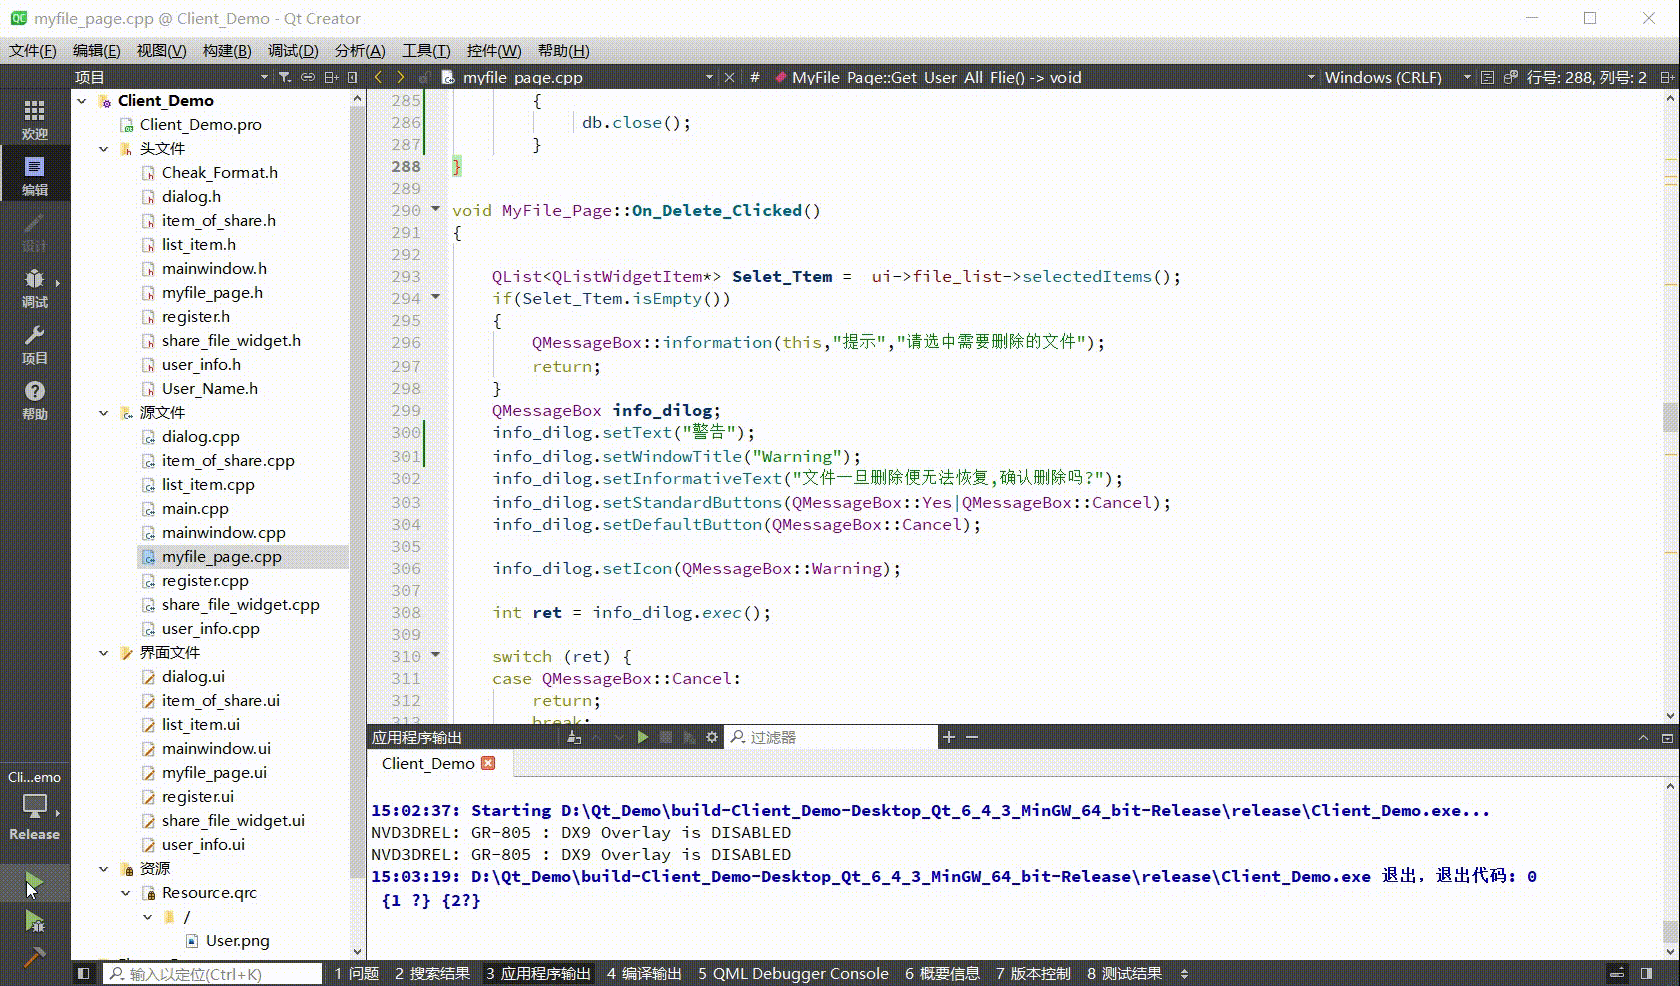 myfile_page.cpp @ Client_Demo - Qt Creator
文件(F) 编辑(E) 视图(V) 构建(B) 调试(D) 分析(A) 工具(T) 控件(W) 帮助(H)
项目
myfile_page.cpp
# MyFile_Page::Get_User_All_Flie() -> void
Windows (CRLF)
行号: 288, 列号: 2
欢迎
编辑
设计
调试
项目
帮助
Cli...emo
Release
Client_Demo
Client_Demo.pro
头文件
Cheak_Format.h
dialog.h
item_of_share.h
list_item.h
mainwindow.h
myfile_page.h
register.h
share_file_widget.h
user_info.h
User_Name.h
源文件
dialog.cpp
item_of_share.cpp
list_item.cpp
main.cpp
mainwindow.cpp
myfile_page.cpp
register.cpp
share_file_widget.cpp
user_info.cpp
界面文件
dialog.ui
item_of_share.ui
list_item.ui
mainwindow.ui
myfile_page.ui
register.ui
share_file_widget.ui
user_info.ui
资源
Resource.qrc
/
User.png
285 {
286 db.close();
287 }
288 }
289
290 void MyFile_Page::On_Delete_Clicked()
291 {
292
293 QList<QListWidgetItem*> Selet_Ttem =  ui->file_list->selectedItems();
294 if(Selet_Ttem.isEmpty())
295 {
296 QMessageBox::information(this,"提示","请选中需要删除的文件");
297 return;
298 }
299 QMessageBox info_dilog;
300 info_dilog.setText("警告");
301 info_dilog.setWindowTitle("Warning");
302 info_dilog.setInformativeText("文件一旦删除便无法恢复,确认删除吗?");
303 info_dilog.setStandardButtons(QMessageBox::Yes|QMessageBox::Cancel);
304 info_dilog.setDefaultButton(QMessageBox::Cancel);
305
306 info_dilog.setIcon(QMessageBox::Warning);
307
308 int ret = info_dilog.exec();
309
310 switch (ret) {
311 case QMessageBox::Cancel:
312 return;
313 break;
应用程序输出
过滤器
Client_Demo
15:02:37: Starting D:\Qt_Demo\build-Client_Demo-Desktop_Qt_6_4_3_MinGW_64_bit-Release\release\Client_Demo.exe...
NVD3DREL: GR-805 : DX9 Overlay is DISABLED
NVD3DREL: GR-805 : DX9 Overlay is DISABLED
15:03:19: D:\Qt_Demo\build-Client_Demo-Desktop_Qt_6_4_3_MinGW_64_bit-Release\release\Client_Demo.exe 退出，退出代码: 0
{1 ?} {2?}
输入以定位(Ctrl+K)
1 问题 2 搜索结果 3 应用程序输出 4 编译输出 5 QML Debugger Console 6 概要信息 7 版本控制 8 测试结果